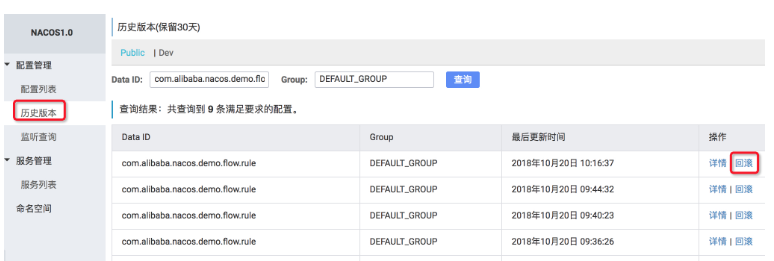 NACOS1.0
配置管理
配置列表
历史版本
监听查询
服务管理
服务列表
命名空间
历史版本(保留30天)
Public | Dev
Data ID: com.alibaba.nacos.demo.flo Group: DEFAULT_GROUP 查询
查询结果：共查询到 9 条满足要求的配置。
Data ID Group 最后更新时间 操作
com.alibaba.nacos.demo.flow.rule DEFAULT_GROUP 2018年10月20日 10:16:37 详情 | 回滚
com.alibaba.nacos.demo.flow.rule DEFAULT_GROUP 2018年10月20日 09:44:32 详情 | 回滚
com.alibaba.nacos.demo.flow.rule DEFAULT_GROUP 2018年10月20日 09:40:23 详情 | 回滚
com.alibaba.nacos.demo.flow.rule DEFAULT_GROUP 2018年10月20日 09:36:26 详情 | 回滚